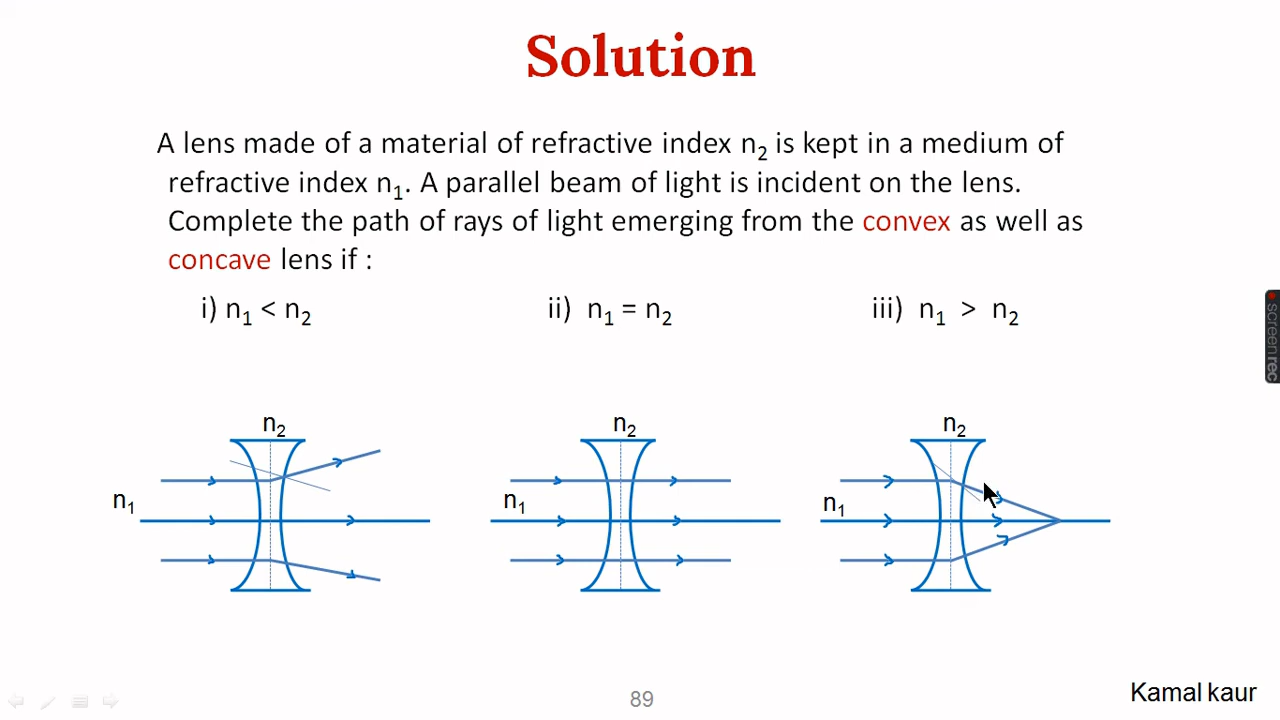 Solution
A lens made of a material of refractive index n₂ is kept in a medium of
refractive index n₁. A parallel beam of light is incident on the lens.
Complete the path of rays of light emerging from the convex as well as
concave lens if :
i) n₁ < n₂ ii) n₁ = n₂ iii) n₁ > n₂
n₂ n₂ n₂
n₁ n₁ n₁
89
Kamal kaur
screenrec